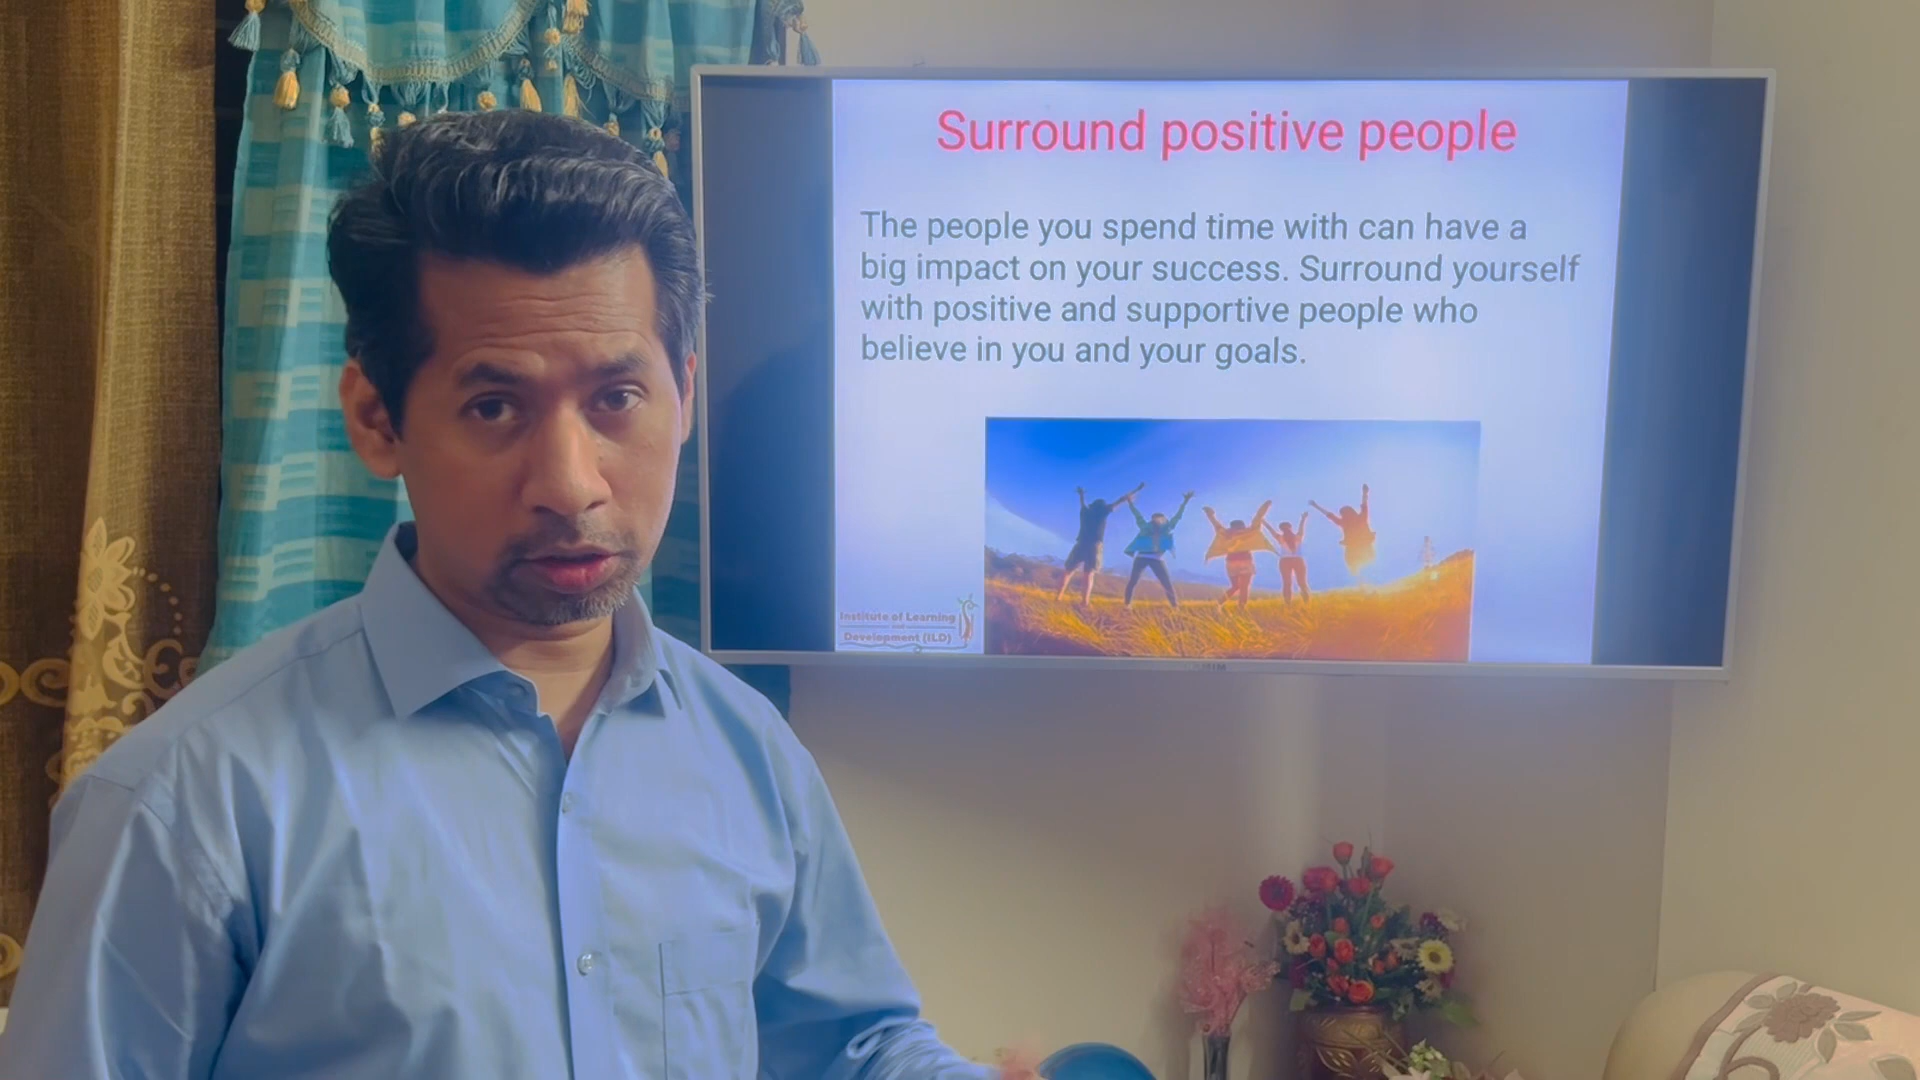 Surround positive people
The people you spend time with can have a
big impact on your success. Surround yourself
with positive and supportive people who
believe in you and your goals.
Institute of Learning
Development (ILD)